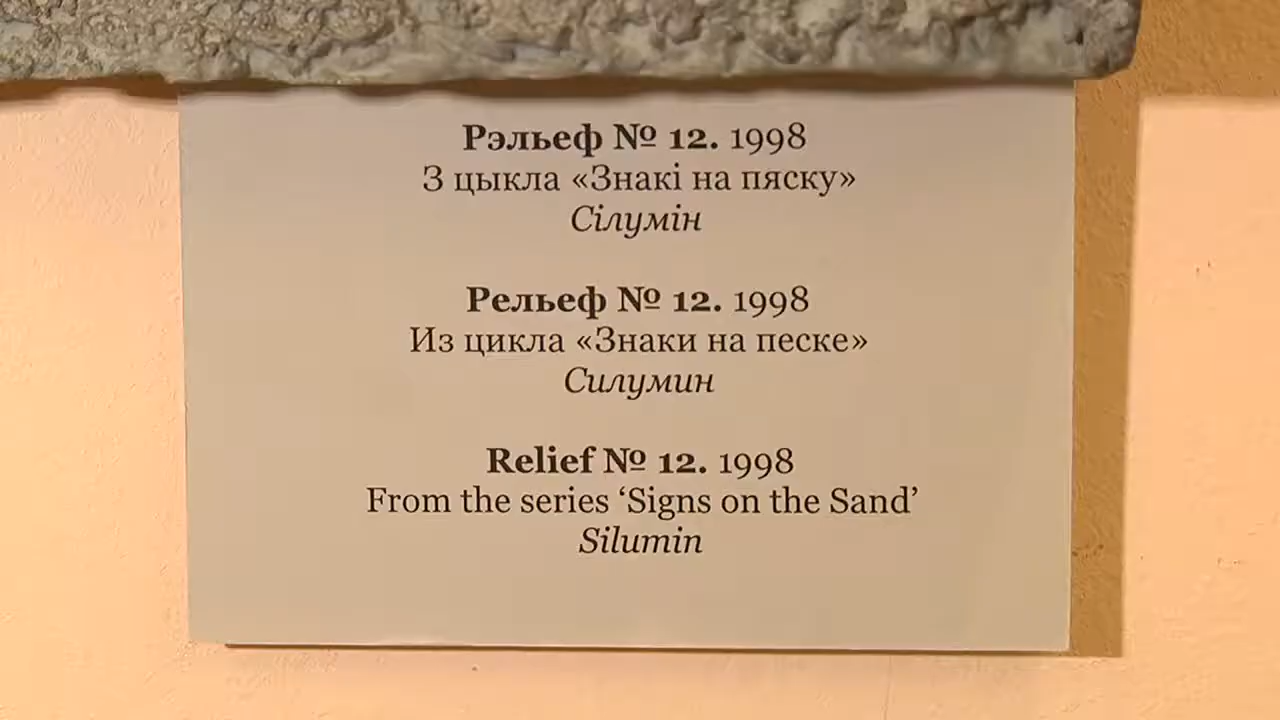 Рэльеф № 12. 1998
З цыкла «Знакі на пяску»
Сілумін
Рельеф № 12. 1998
Из цикла «Знаки на песке»
Силумин
Relief № 12. 1998
From the series ‘Signs on the Sand’
Silumin